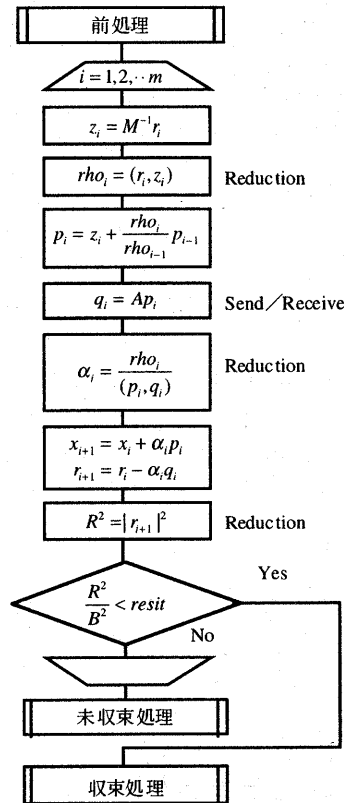 前処理
i = 1,2,··m
z_i = M^{-1} r_i
rho_i = (r_i, z_i) Reduction
p_i = z_i + \frac{rho_i}{rho_{i-1}} p_{i-1}
q_i = Ap_i Send／Receive
α_i = \frac{rho_i}{(p_i, q_i)} Reduction
x_{i+1} = x_i + α_i p_i
r_{i+1} = r_i − α_i q_i
R^2 = | r_{i+1} |^2 Reduction
\frac{R^2}{B^2} < resit
Yes
No
未収束処理
収束処理